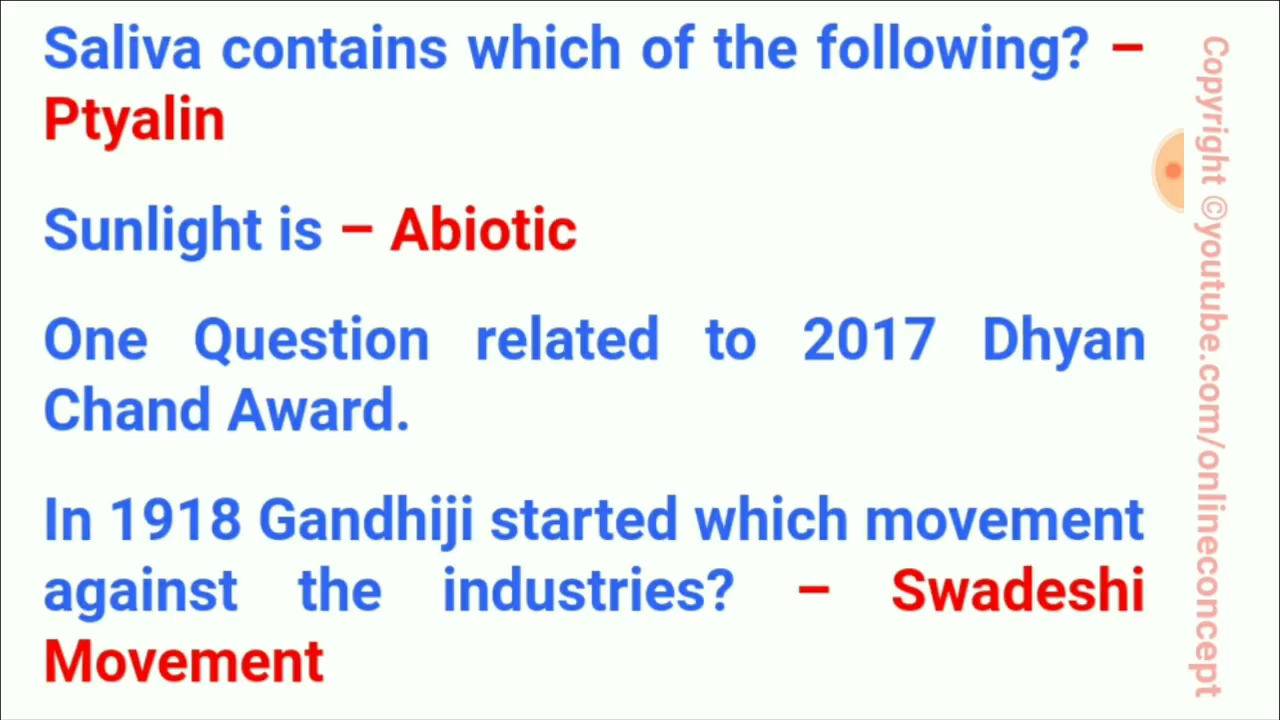 Saliva contains which of the following? –
Ptyalin
Sunlight is – Abiotic
One Question related to 2017 Dhyan
Chand Award.
In 1918 Gandhiji started which movement
against the industries? – Swadeshi
Movement
Copyright ©youtube.com/onlineconcept